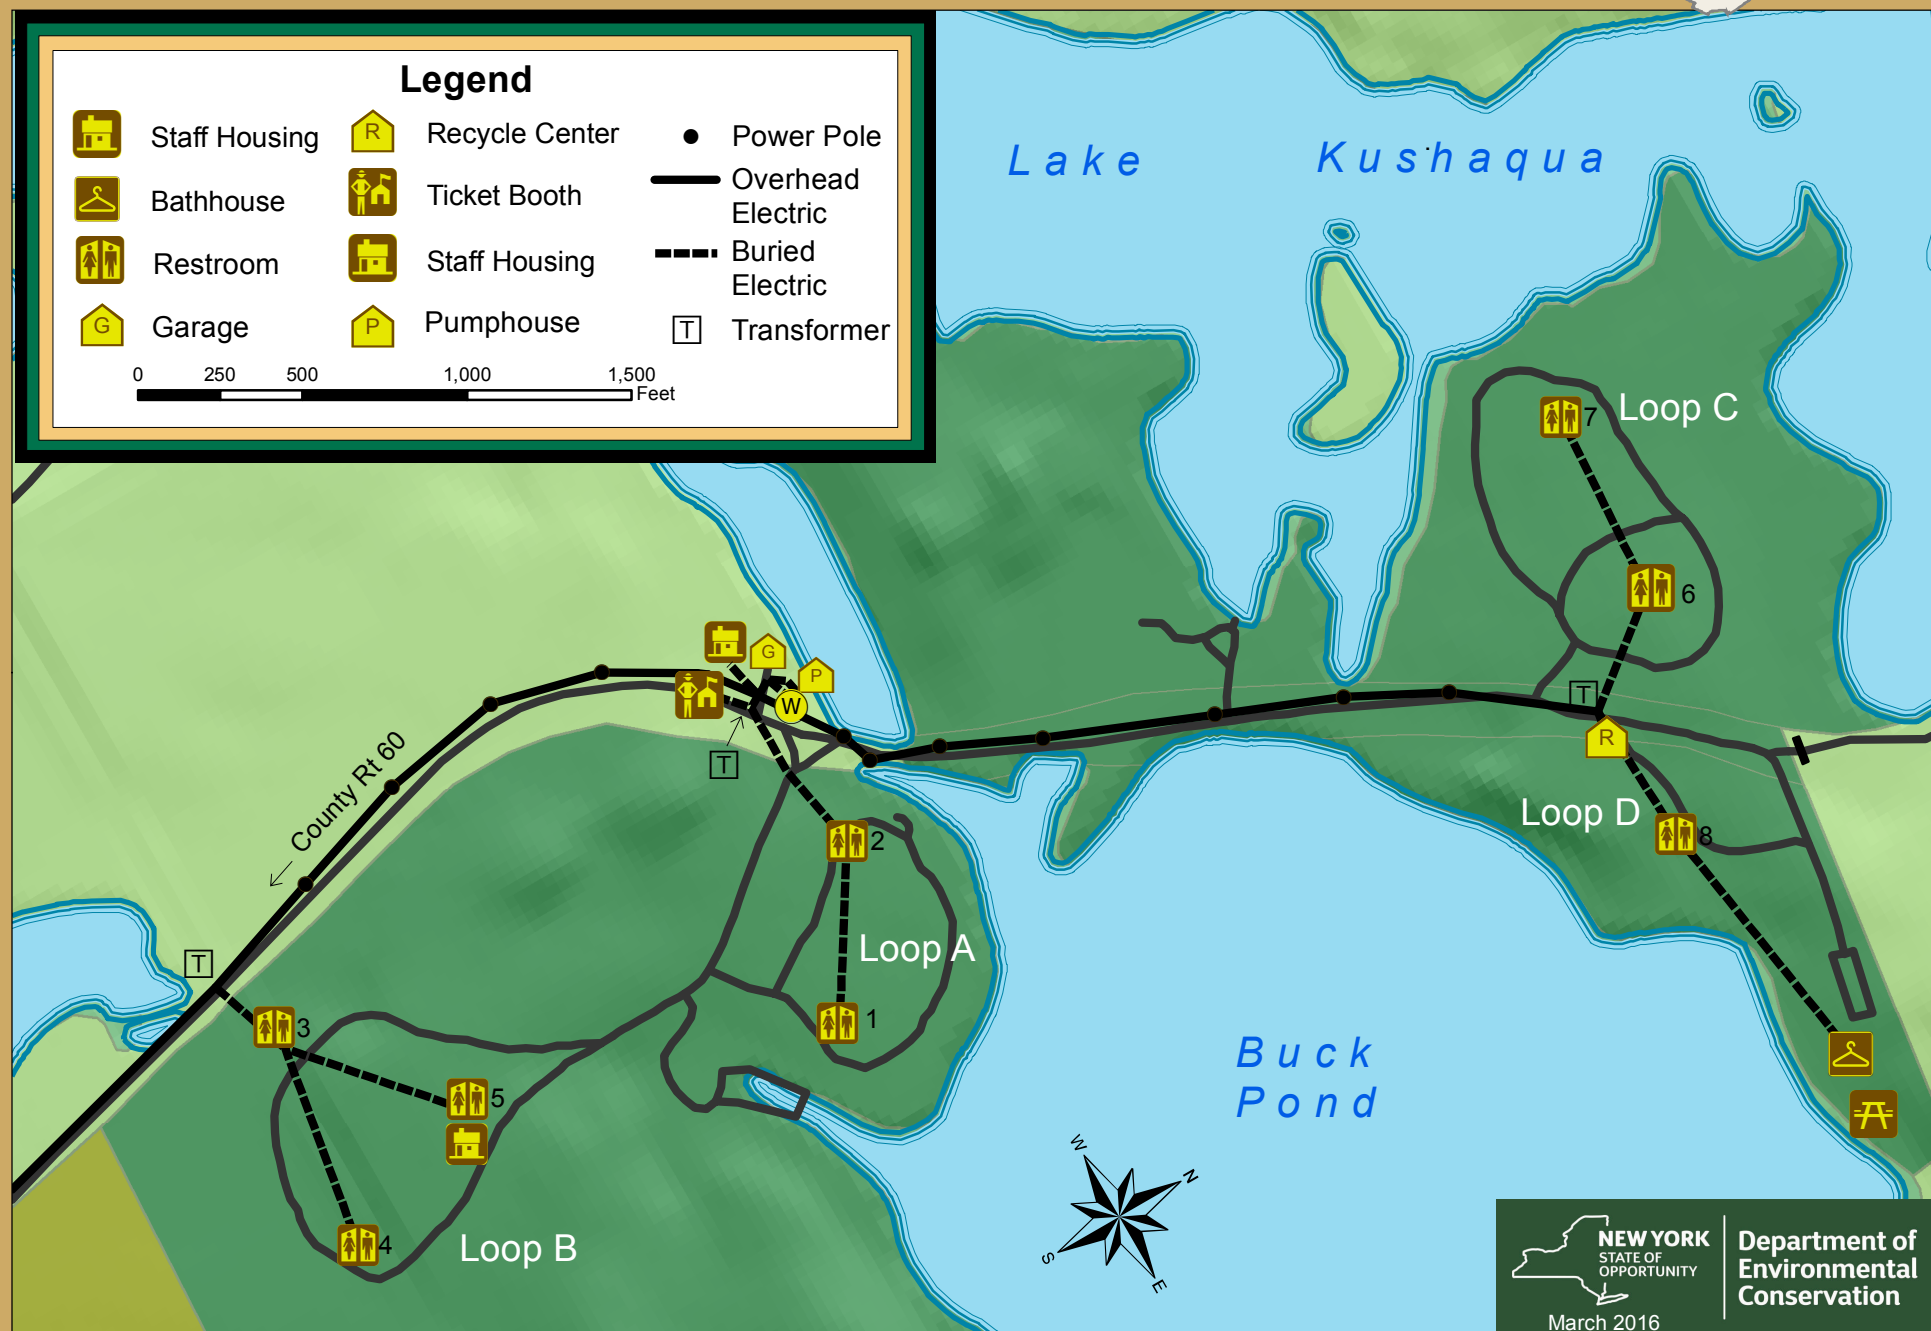 Legend
Staff Housing
Bathhouse
Restroom
G
Garage
R
Recycle Center
Ticket Booth
Staff Housing
P
Pumphouse
Power Pole
Overhead
Electric
Buried
Electric
T
Transformer
0 250 500 1,000 1,500
Feet
Lake Kushaqua
7
Loop C
6
G
P
W
T
T
R
County Rt 60
Loop D
2
8
Loop A
T
1
3
5
4
Loop B
Buck
Pond
W
N
S
E
NEW YORK
STATE OF
OPPORTUNITY
Department of
Environmental
Conservation
March 2016